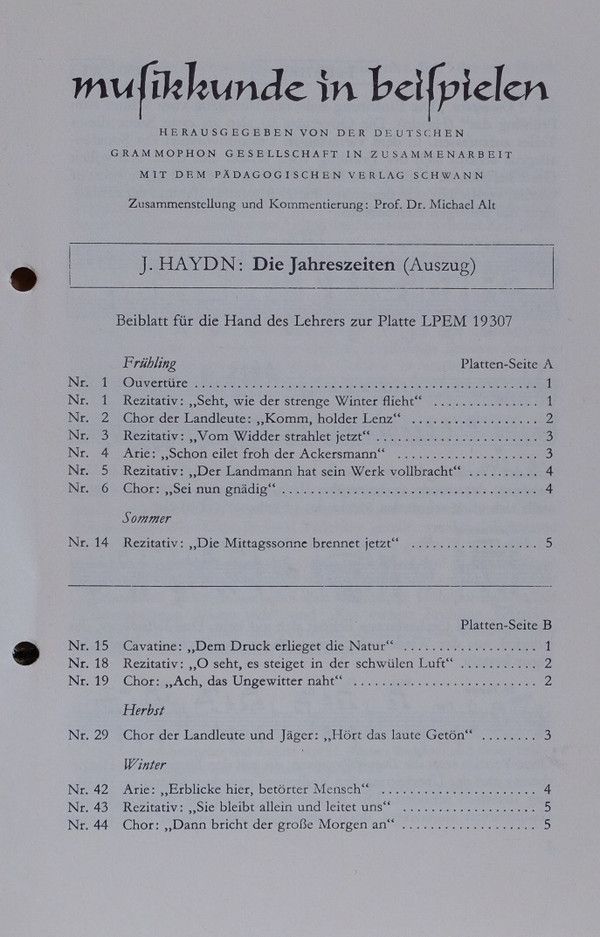 musikkunde in beispielen
HERAUSGEGEBEN VON DER DEUTSCHEN
GRAMMOPHON GESELLSCHAFT IN ZUSAMMENARBEIT
MIT DEM PÄDAGOGISCHEN VERLAG SCHWANN
Zusammenstellung und Kommentierung: Prof. Dr. Michael Alt
J. HAYDN: Die Jahreszeiten (Auszug)
Beiblatt für die Hand des Lehrers zur Platte LPEM 19307
Frühling Platten-Seite A
Nr. 1 Ouvertüre 1
Nr. 1 Rezitativ: „Seht, wie der strenge Winter flieht“ 1
Nr. 2 Chor der Landleute: „Komm, holder Lenz“ 2
Nr. 3 Rezitativ: „Vom Widder strahlet jetzt“ 3
Nr. 4 Arie: „Schon eilet froh der Ackersmann“ 3
Nr. 5 Rezitativ: „Der Landmann hat sein Werk vollbracht“ 4
Nr. 6 Chor: „Sei nun gnädig“ 4
Sommer
Nr. 14 Rezitativ: „Die Mittagssonne brennet jetzt“ 5
Platten-Seite B
Nr. 15 Cavatine: „Dem Druck erlieget die Natur“ 1
Nr. 18 Rezitativ: „O seht, es steiget in der schwülen Luft“ 2
Nr. 19 Chor: „Ach, das Ungewitter naht“ 2
Herbst
Nr. 29 Chor der Landleute und Jäger: „Hört das laute Getön“ 3
Winter
Nr. 42 Arie: „Erblicke hier, betörter Mensch“ 4
Nr. 43 Rezitativ: „Sie bleibt allein und leitet uns“ 5
Nr. 44 Chor: „Dann bricht der große Morgen an“ 5